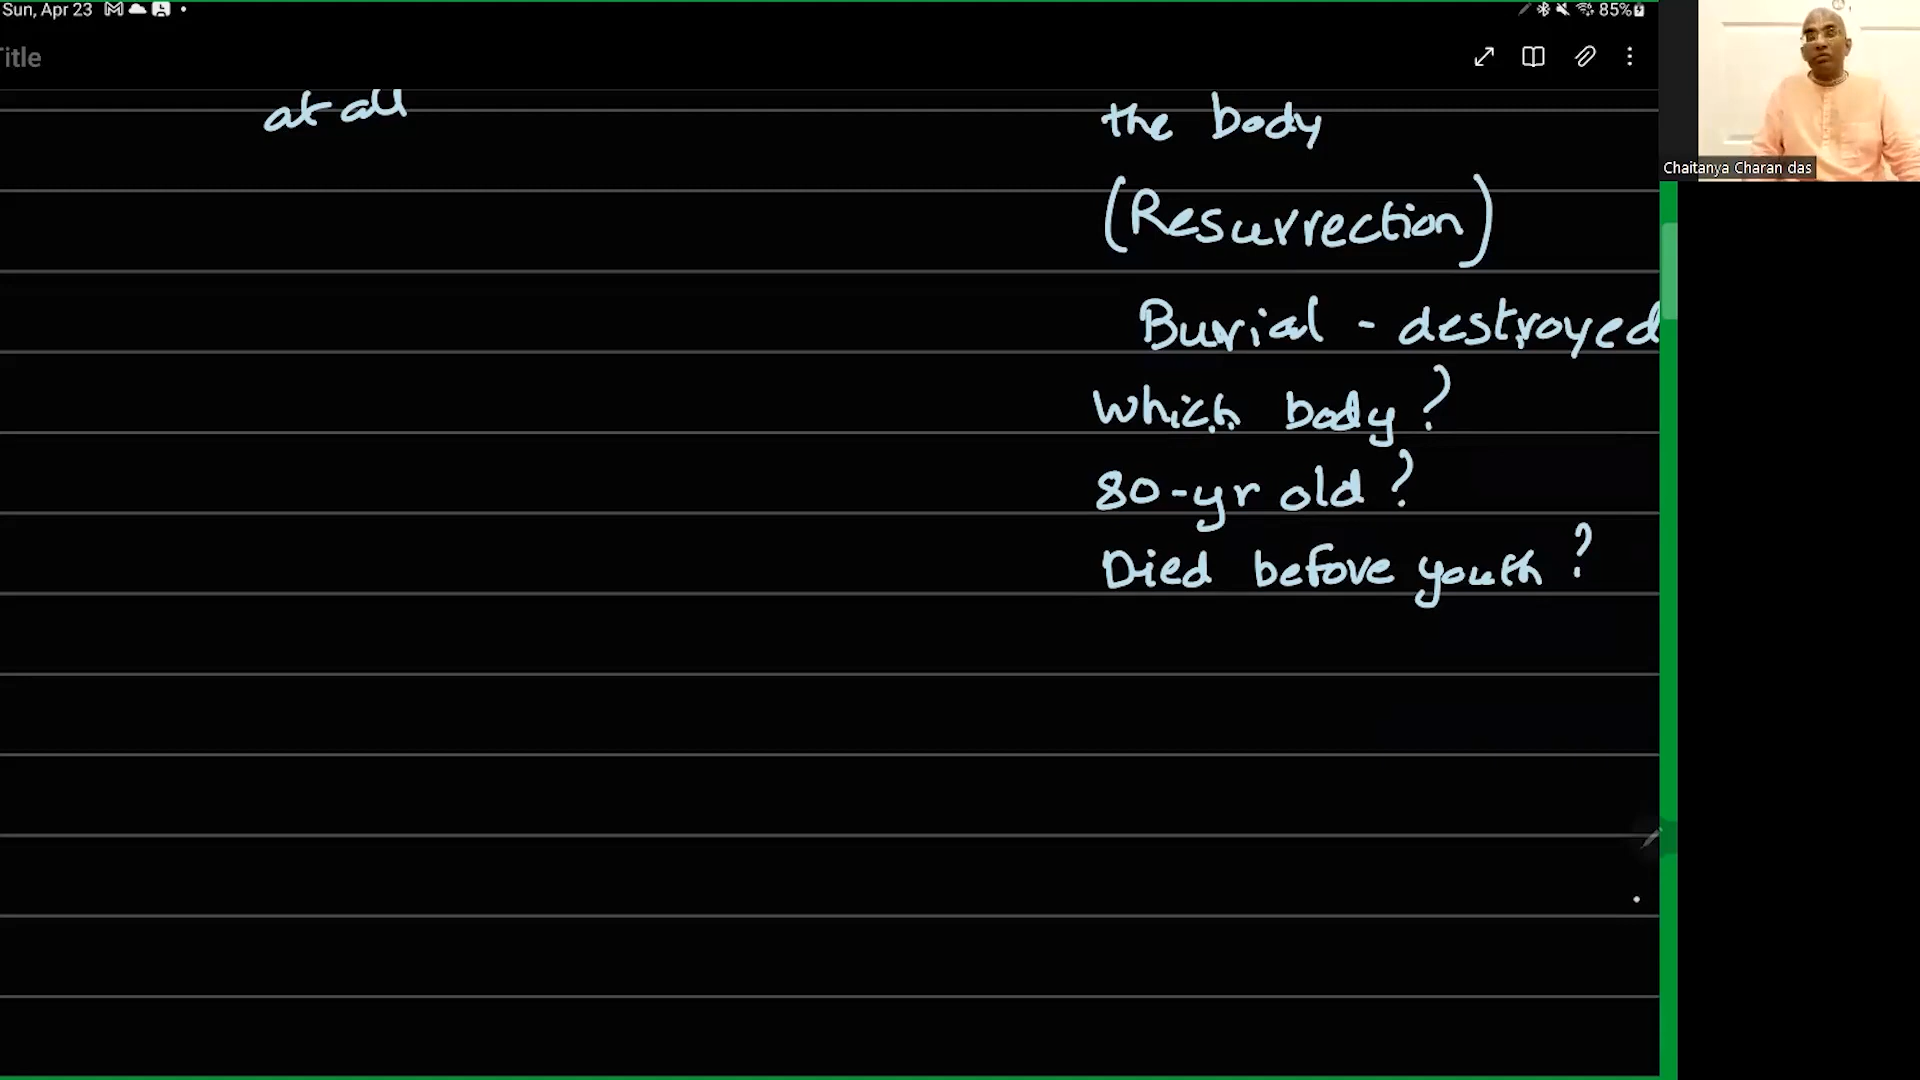 Sun, Apr 23
85%
itle
at all
the body
(Resurrection)
Burial - destroyed
Which body?
80-yr old?
Died before youth?
Chaitanya Charan das